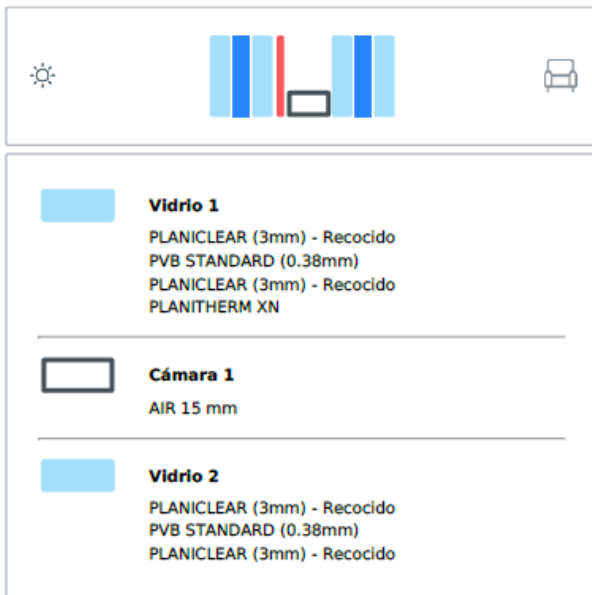 Vidrio 1
PLANICLEAR (3mm) - Recocido
PVB STANDARD (0.38mm)
PLANICLEAR (3mm) - Recocido
PLANITHERM XN
Cámara 1
AIR 15 mm
Vidrio 2
PLANICLEAR (3mm) - Recocido
PVB STANDARD (0.38mm)
PLANICLEAR (3mm) - Recocido